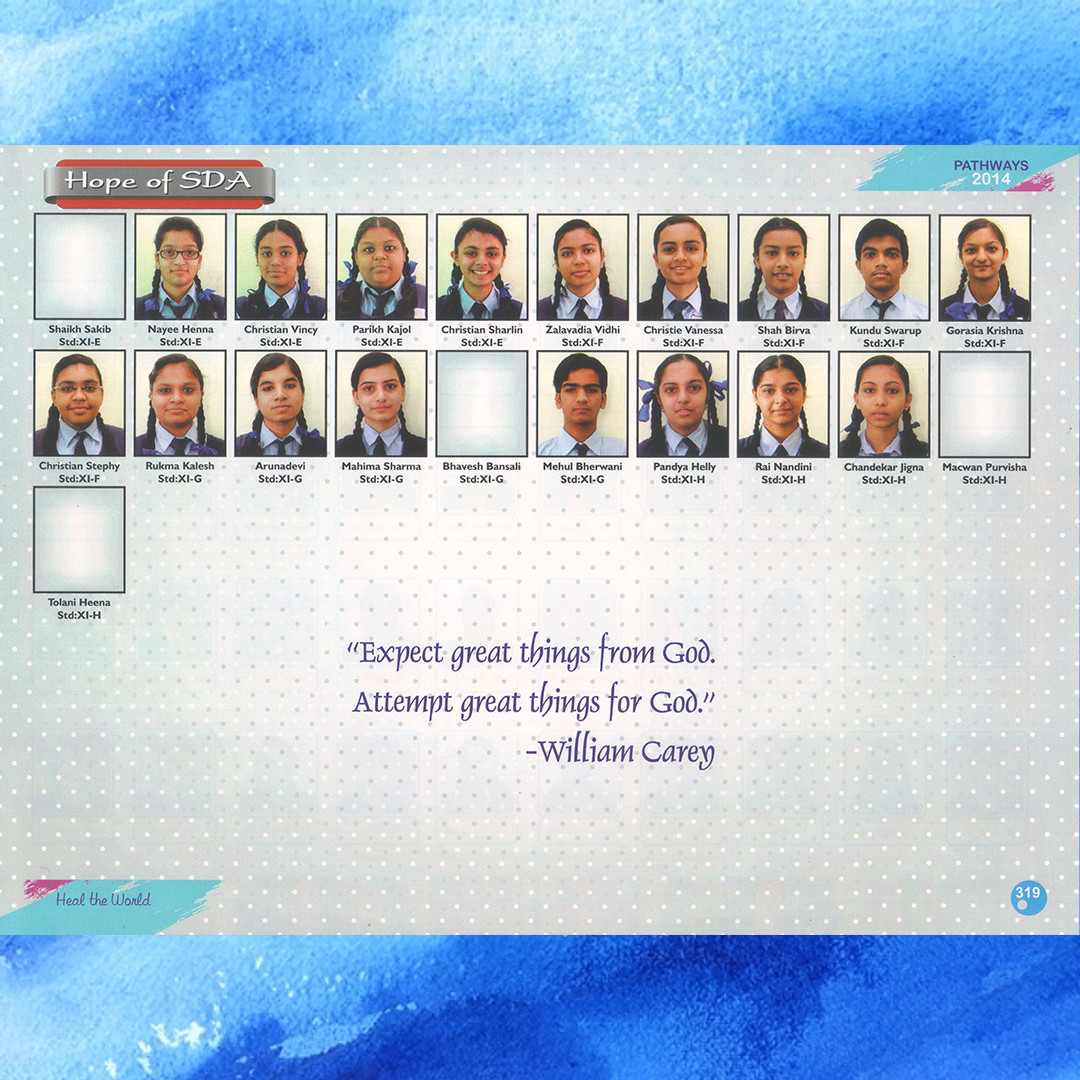 Hope of SDA
PATHWAYS
2014
Shaikh Sakib
Std:XI-E
Nayee Henna
Std:XI-E
Christian Vincy
Std:XI-E
Parikh Kajol
Std:XI-E
Christian Sharlin
Std:XI-E
Zalavadia Vidhi
Std:XI-F
Christie Vanessa
Std:XI-F
Shah Birva
Std:XI-F
Kundu Swarup
Std:XI-F
Gorasia Krishna
Std:XI-F
Christian Stephy
Std:XI-F
Rukma Kalesh
Std:XI-G
Arunadevi
Std:XI-G
Mahima Sharma
Std:XI-G
Bhavesh Bansali
Std:XI-G
Mehul Bherwani
Std:XI-G
Pandya Helly
Std:XI-H
Rai Nandini
Std:XI-H
Chandekar Jigna
Std:XI-H
Macwan Purvisha
Std:XI-H
Tolani Heena
Std:XI-H
“Expect great things from God.
Attempt great things for God.”
-William Carey
Heal the World
319